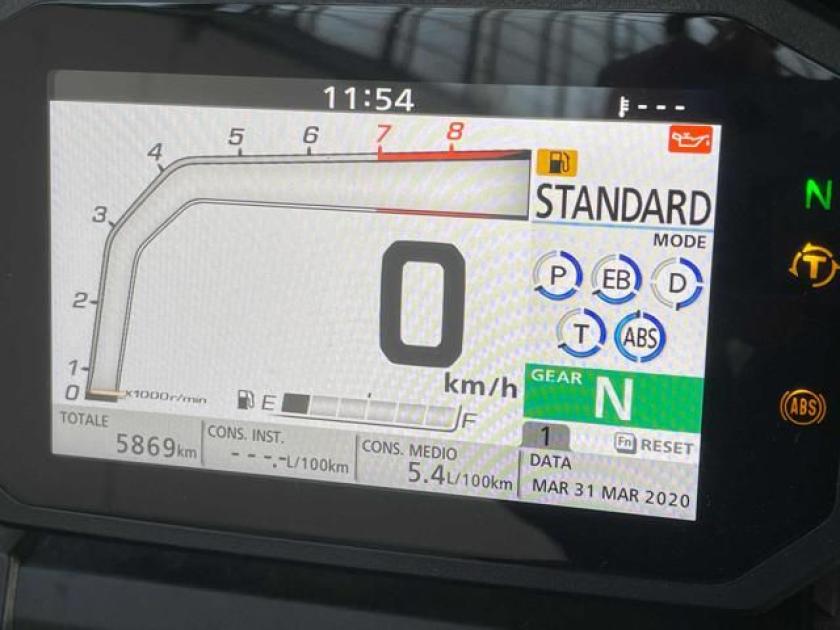 11:54
---
4 5 6 7 8
3
2
1
0
x1000r/min
STANDARD
MODE
P EB D
T ABS
0
km/h
GEAR N
E F
1
Fn RESET
TOTALE
5869km
CONS. INST.
---.-L/100km
CONS. MEDIO
5.4L/100km
DATA
MAR 31 MAR 2020
N
T
ABS